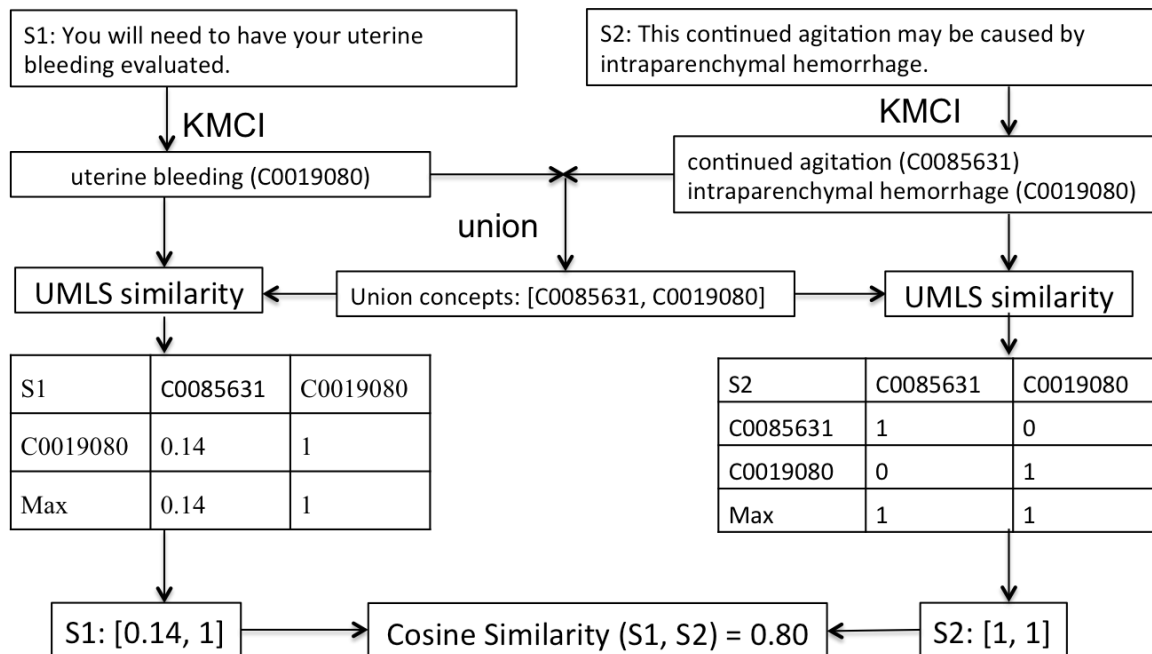 S1: You will need to have your uterine
bleeding evaluated.
S2: This continued agitation may be caused by
intraparenchymal hemorrhage.
KMCI
KMCI
uterine bleeding (C0019080)
continued agitation (C0085631)
intraparenchymal hemorrhage (C0019080)
union
UMLS similarity
Union concepts: [C0085631, C0019080]
UMLS similarity
S1 C0085631 C0019080
C0019080 0.14 1
Max 0.14 1
S2 C0085631 C0019080
C0085631 1 0
C0019080 0 1
Max 1 1
S1: [0.14, 1]
Cosine Similarity (S1, S2) = 0.80
S2: [1, 1]